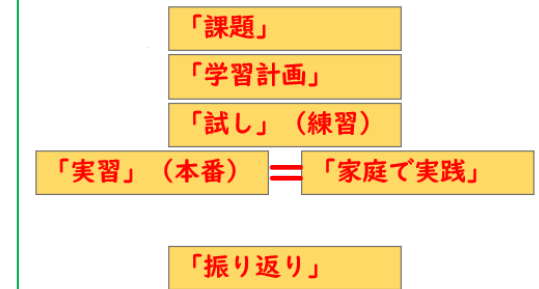 「課題」
「学習計画」
「試し」（練習）
「実習」（本番）＝「家庭で実践」
「振り返り」